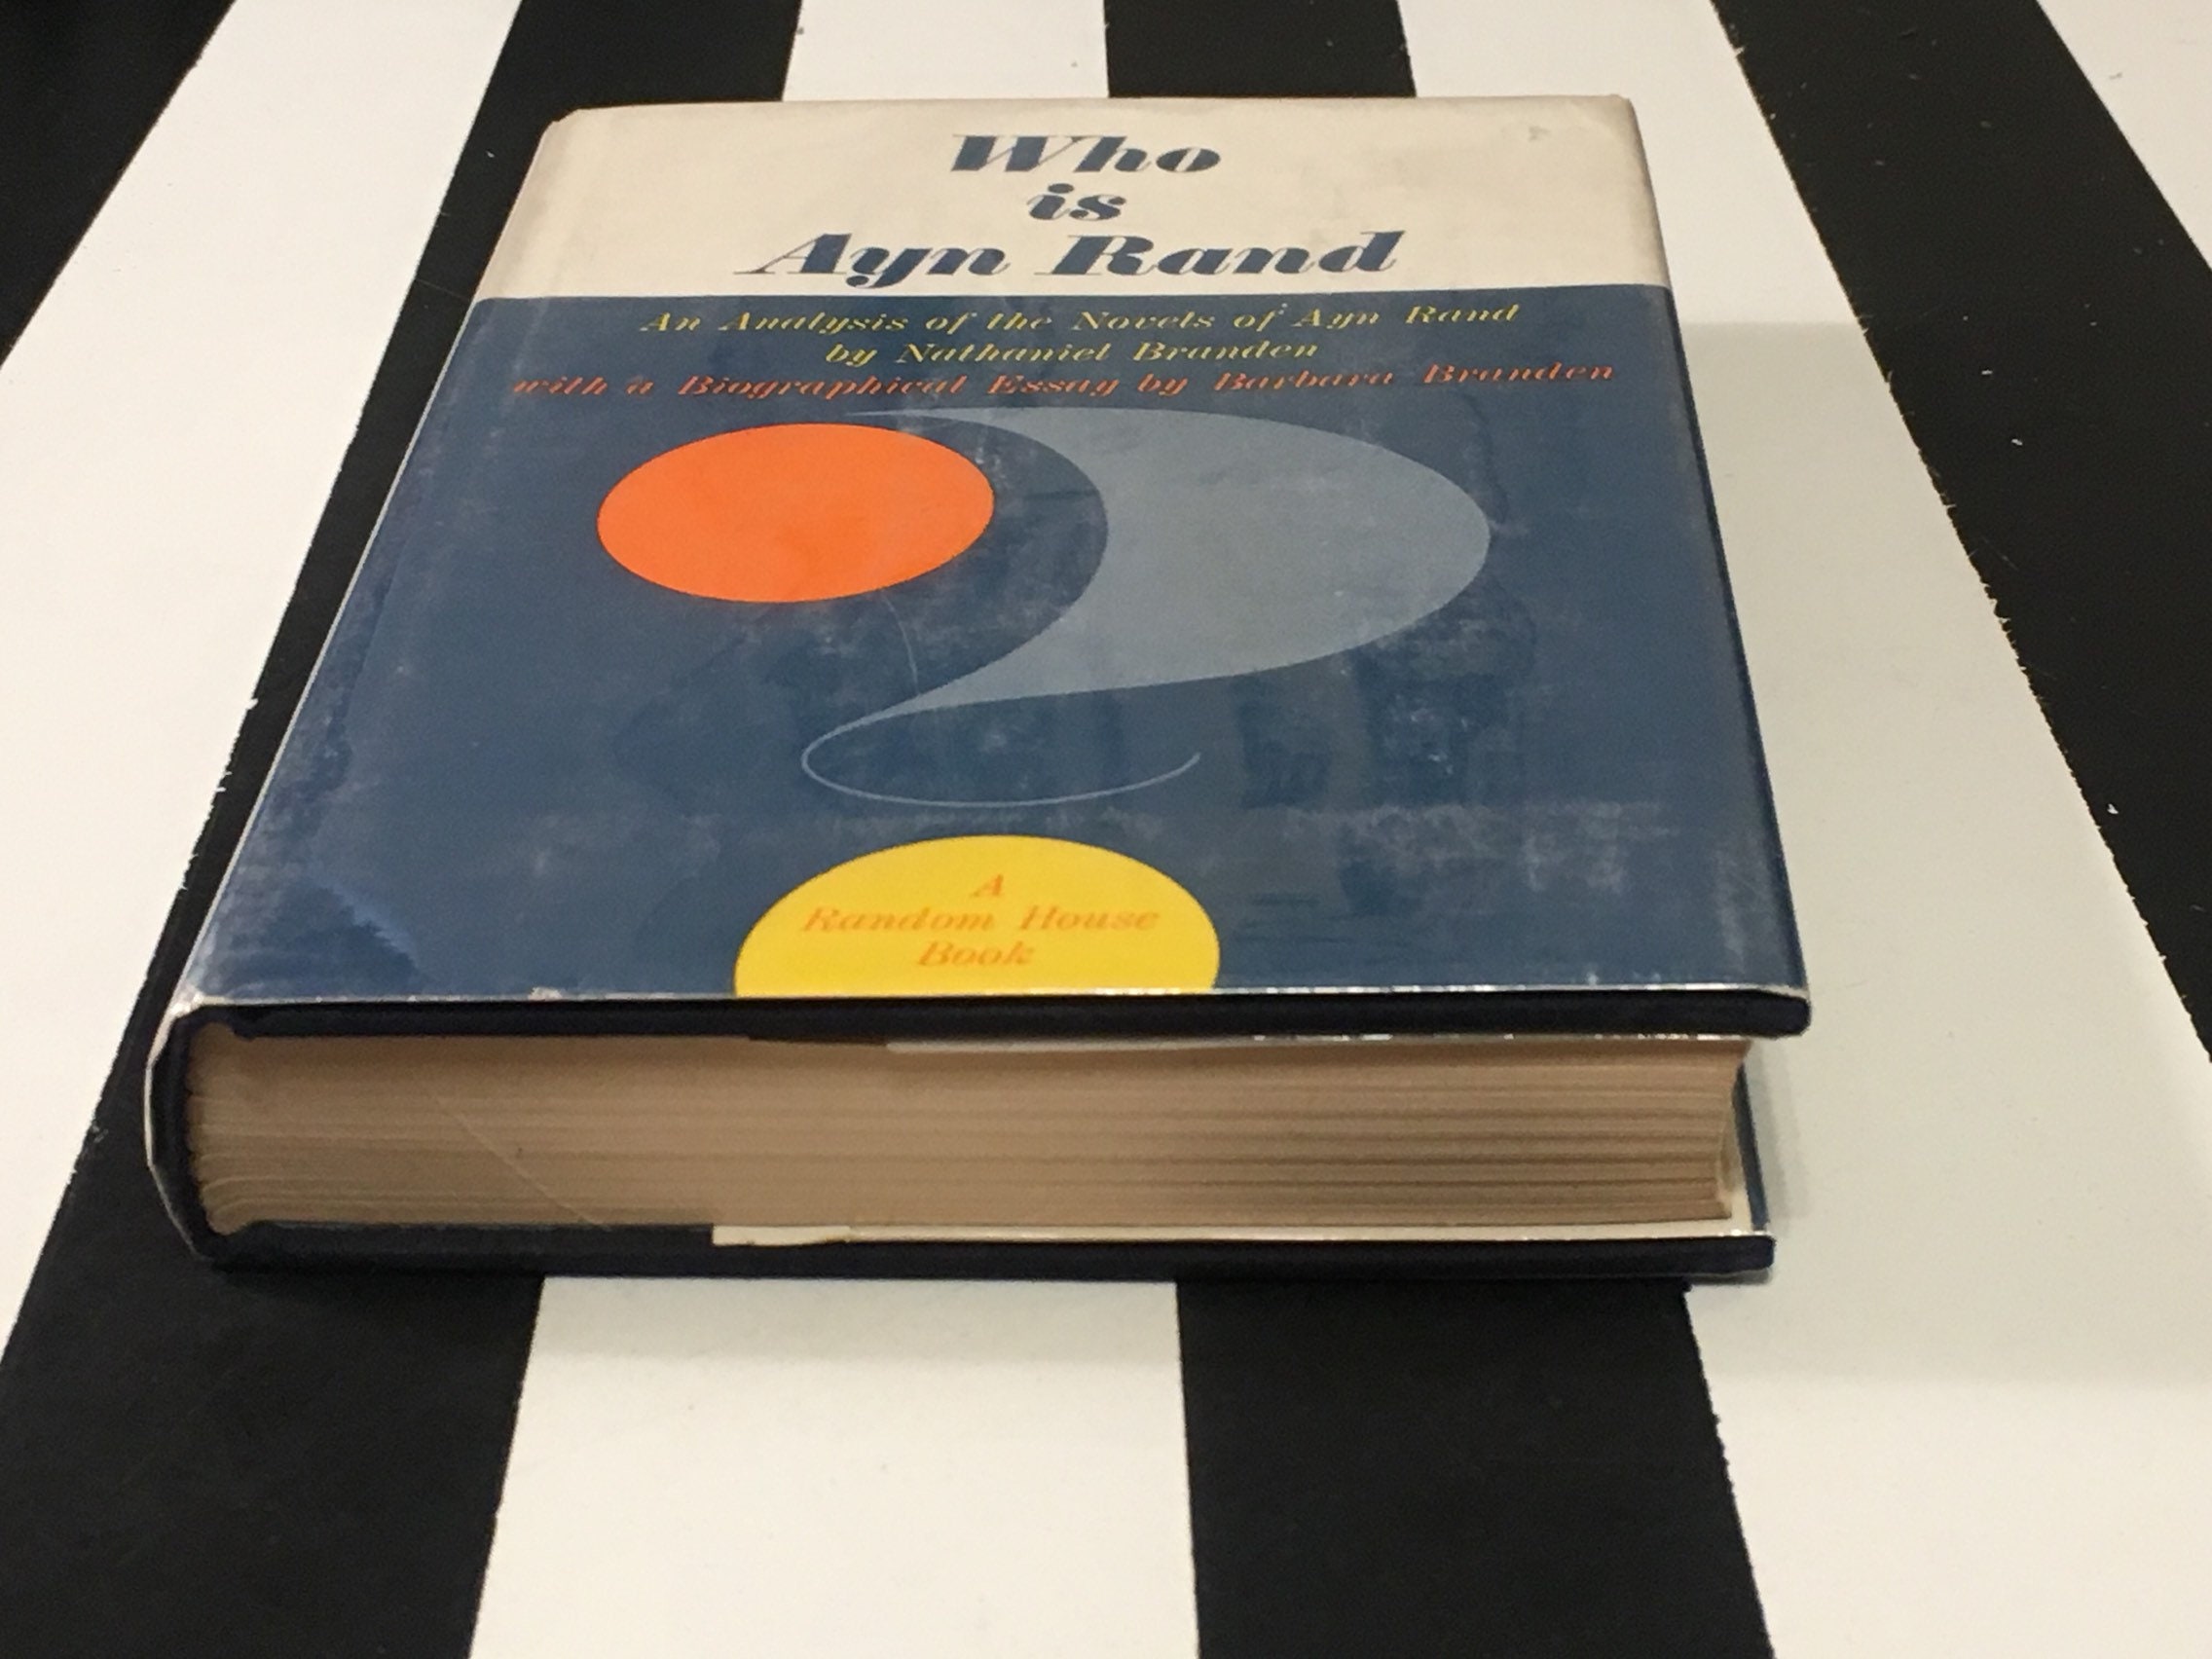 Who
is
Ayn Rand
An Analysis of the Novels of Ayn Rand
by Nathaniel Branden
with a Biographical Essay by Barbara Branden
A
Random House
Book